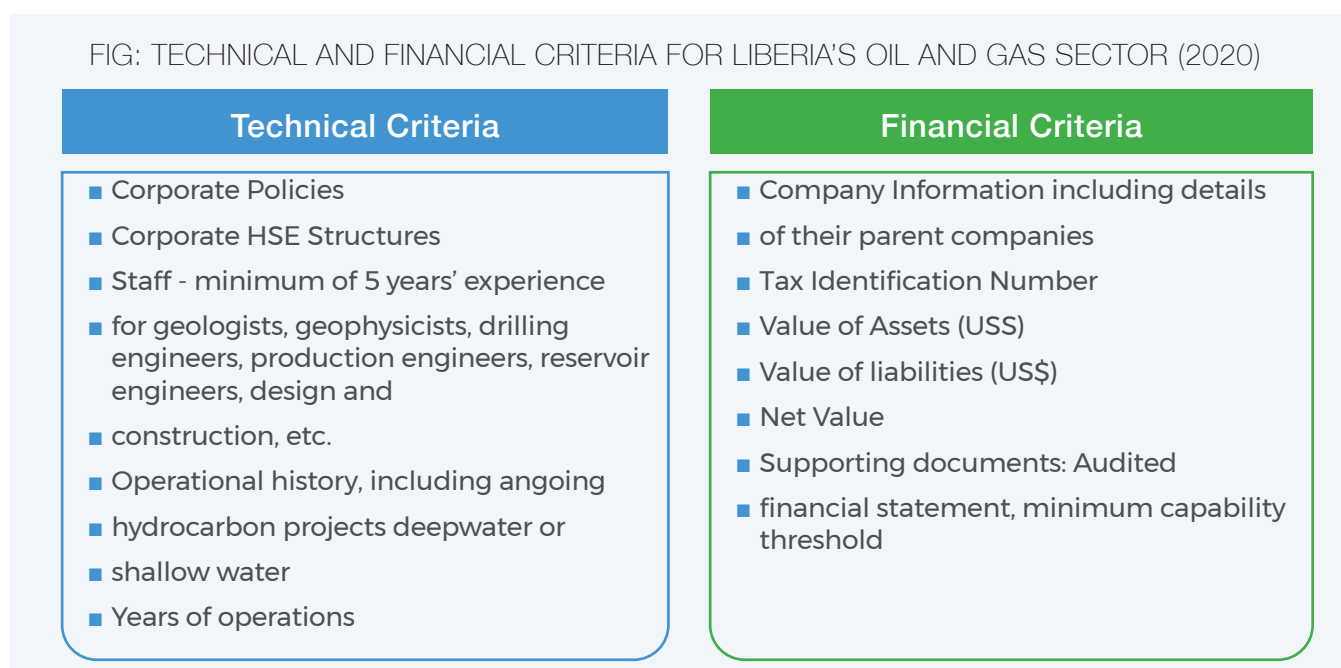 FIG: TECHNICAL AND FINANCIAL CRITERIA FOR LIBERIA'S OIL AND GAS SECTOR (2020)
Technical Criteria
■ Corporate Policies
■ Corporate HSE Structures
■ Staff - minimum of 5 years’ experience
■ for geologists, geophysicists, drilling
engineers, production engineers, reservoir
engineers, design and
■ construction, etc.
■ Operational history, including angoing
■ hydrocarbon projects deepwater or
■ shallow water
■ Years of operations
Financial Criteria
■ Company Information including details
■ of their parent companies
■ Tax Identification Number
■ Value of Assets (USS)
■ Value of liabilities (US$)
■ Net Value
■ Supporting documents: Audited
■ financial statement, minimum capability
threshold